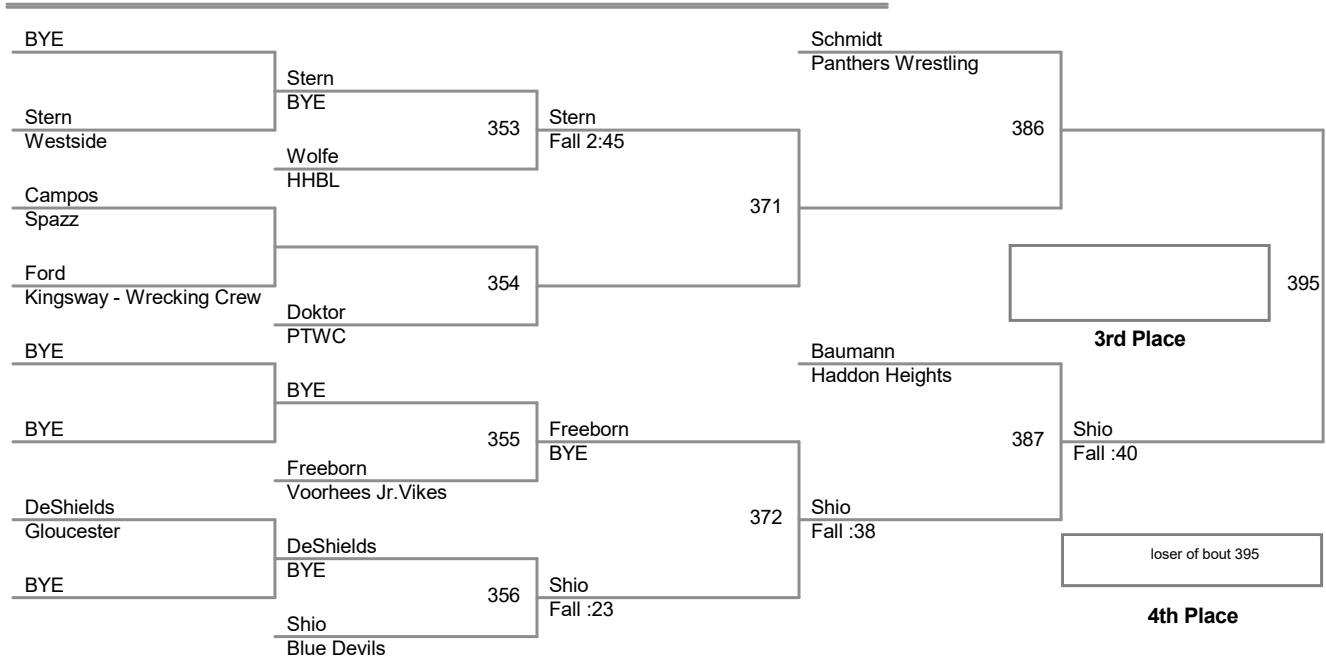 BYE
Stern
Westside
Campos
Spazz
Ford
Kingsway - Wrecking Crew
BYE
BYE
DeShields
Gloucester
BYE
Stern
BYE
353
Wolfe
HHBL
354
Doktor
PTWC
BYE
355
Freeborn
Voorhees Jr.Vikes
DeShields
BYE
356
Shio
Blue Devils
Stern
Fall 2:45
371
Freeborn
BYE
372
Shio
Fall :23
Schmidt
Panthers Wrestling
386
Baumann
Haddon Heights
387
Shio
Fall :38
Shio
Fall :40
395
3rd Place
loser of bout 395
4th Place